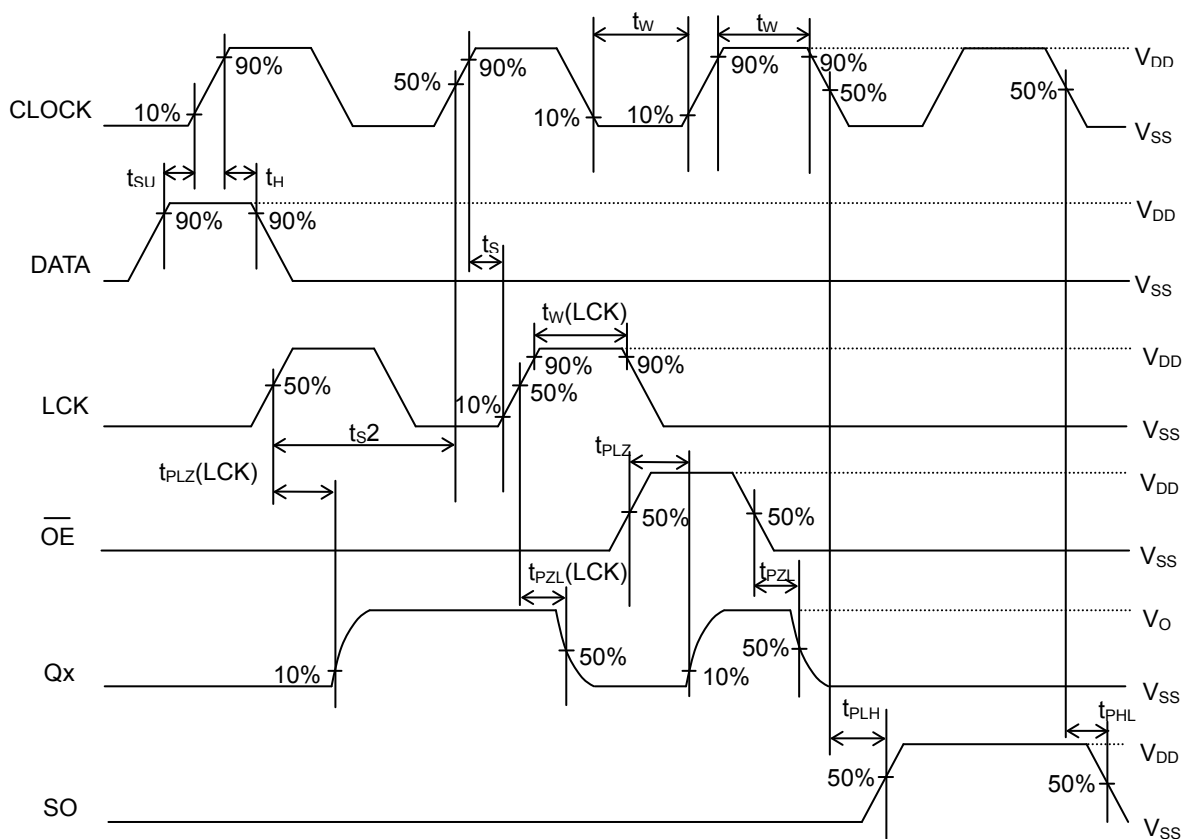 tW tW
90% 90% 90% 90% VDD
50% 50% 50%
CLOCK 10% 10% 10% VSS
tSU tH
90% 90% VDD
DATA tS VSS
tW(LCK)
90% 90% VDD
50% 50%
LCK 10% VSS
tS2
tPLZ(LCK) tPLZ VDD
50% 50%
OE VSS
tPZL(LCK) tPZL
VO
50% 50%
Qx 10% 10% VSS
tPLH tPHL
VDD
50% 50%
SO VSS